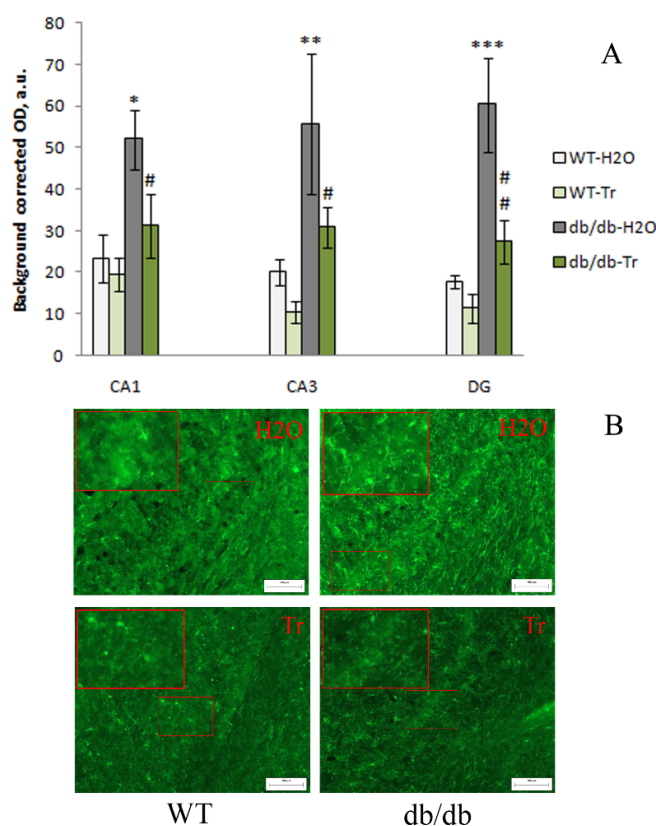 80
70
60
50
40
30
20
10
0
Background corrected OD, a.u.
*
#
**
#
***
#
#
CA1
CA3
DG
A
WT-H2O
WT-Tr
db/db-H2O
db/db-Tr
B
H2O
H2O
Tr
Tr
WT
db/db